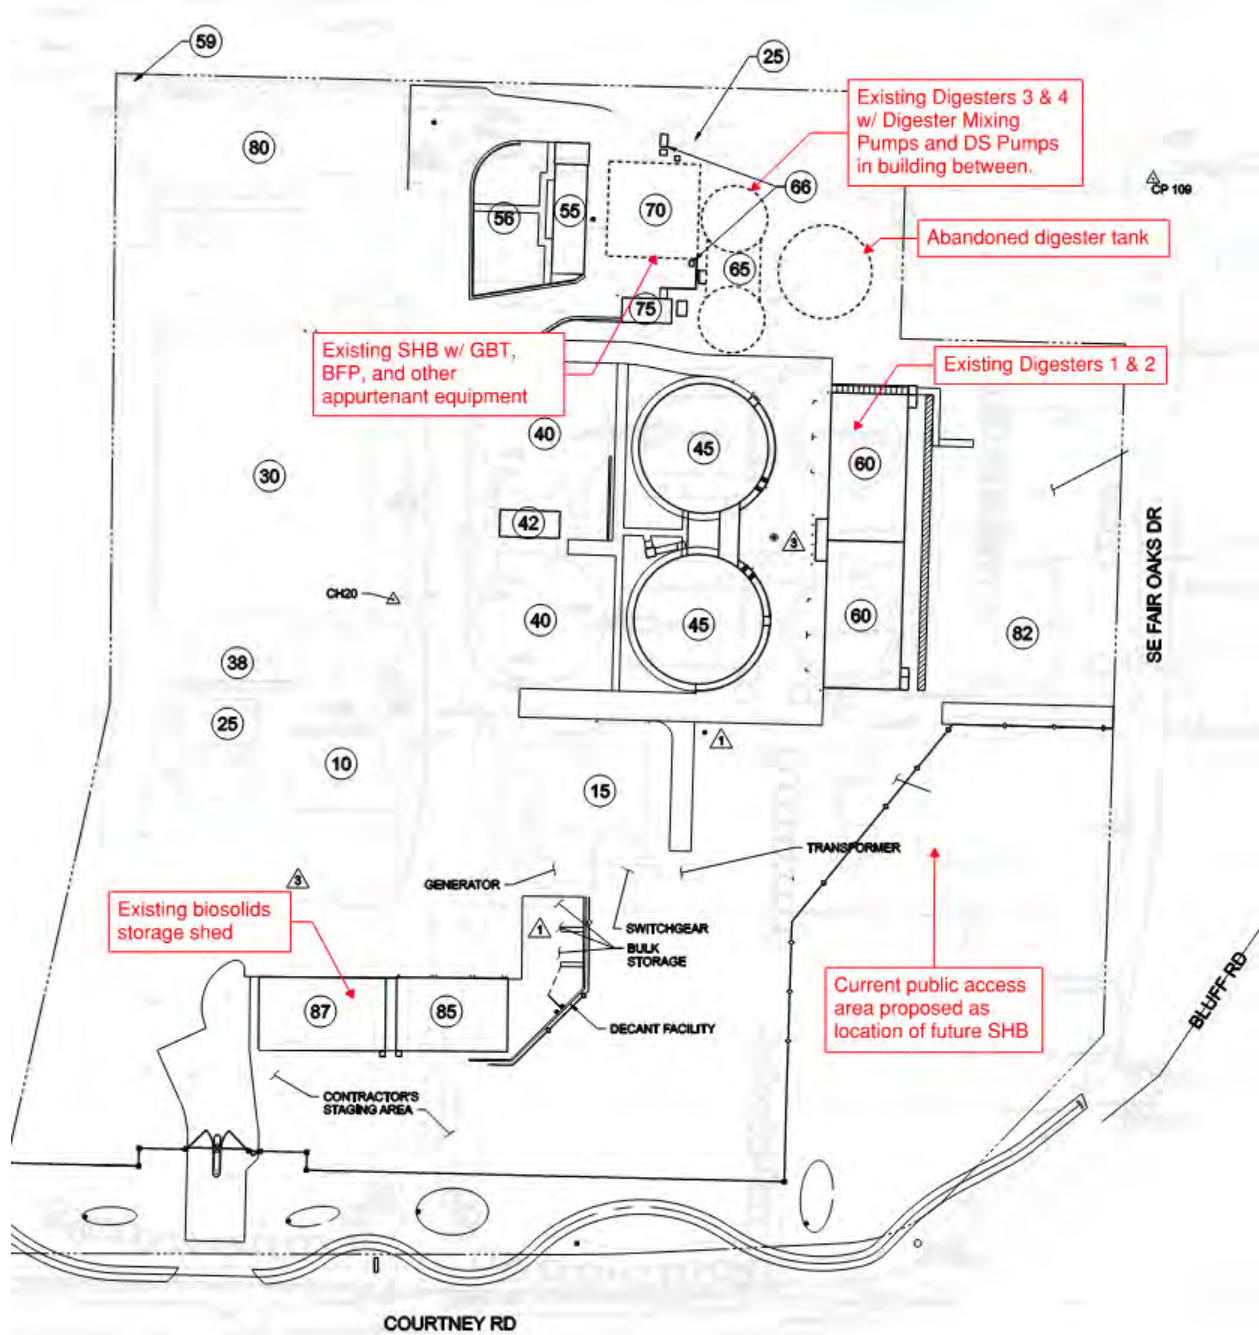 59
25
Existing Digesters 3 & 4
w/ Digester Mixing
Pumps and DS Pumps
in building between.
80
66
CP 109
56
55
70
Abandoned digester tank
65
75
Existing SHB w/ GBT,
BFP, and other
appurtenant equipment
Existing Digesters 1 & 2
40
45
60
30
42
3
SE FAIR OAKS DR
CH20
40
45
60
82
38
25
1
10
15
TRANSFORMER
3
GENERATOR
Existing biosolids
storage shed
1
SWITCHGEAR
BULK
STORAGE
Current public access
area proposed as
location of future SHB
BLUFF RD
87
85
DECANT FACILITY
CONTRACTOR'S
STAGING AREA
COURTNEY RD